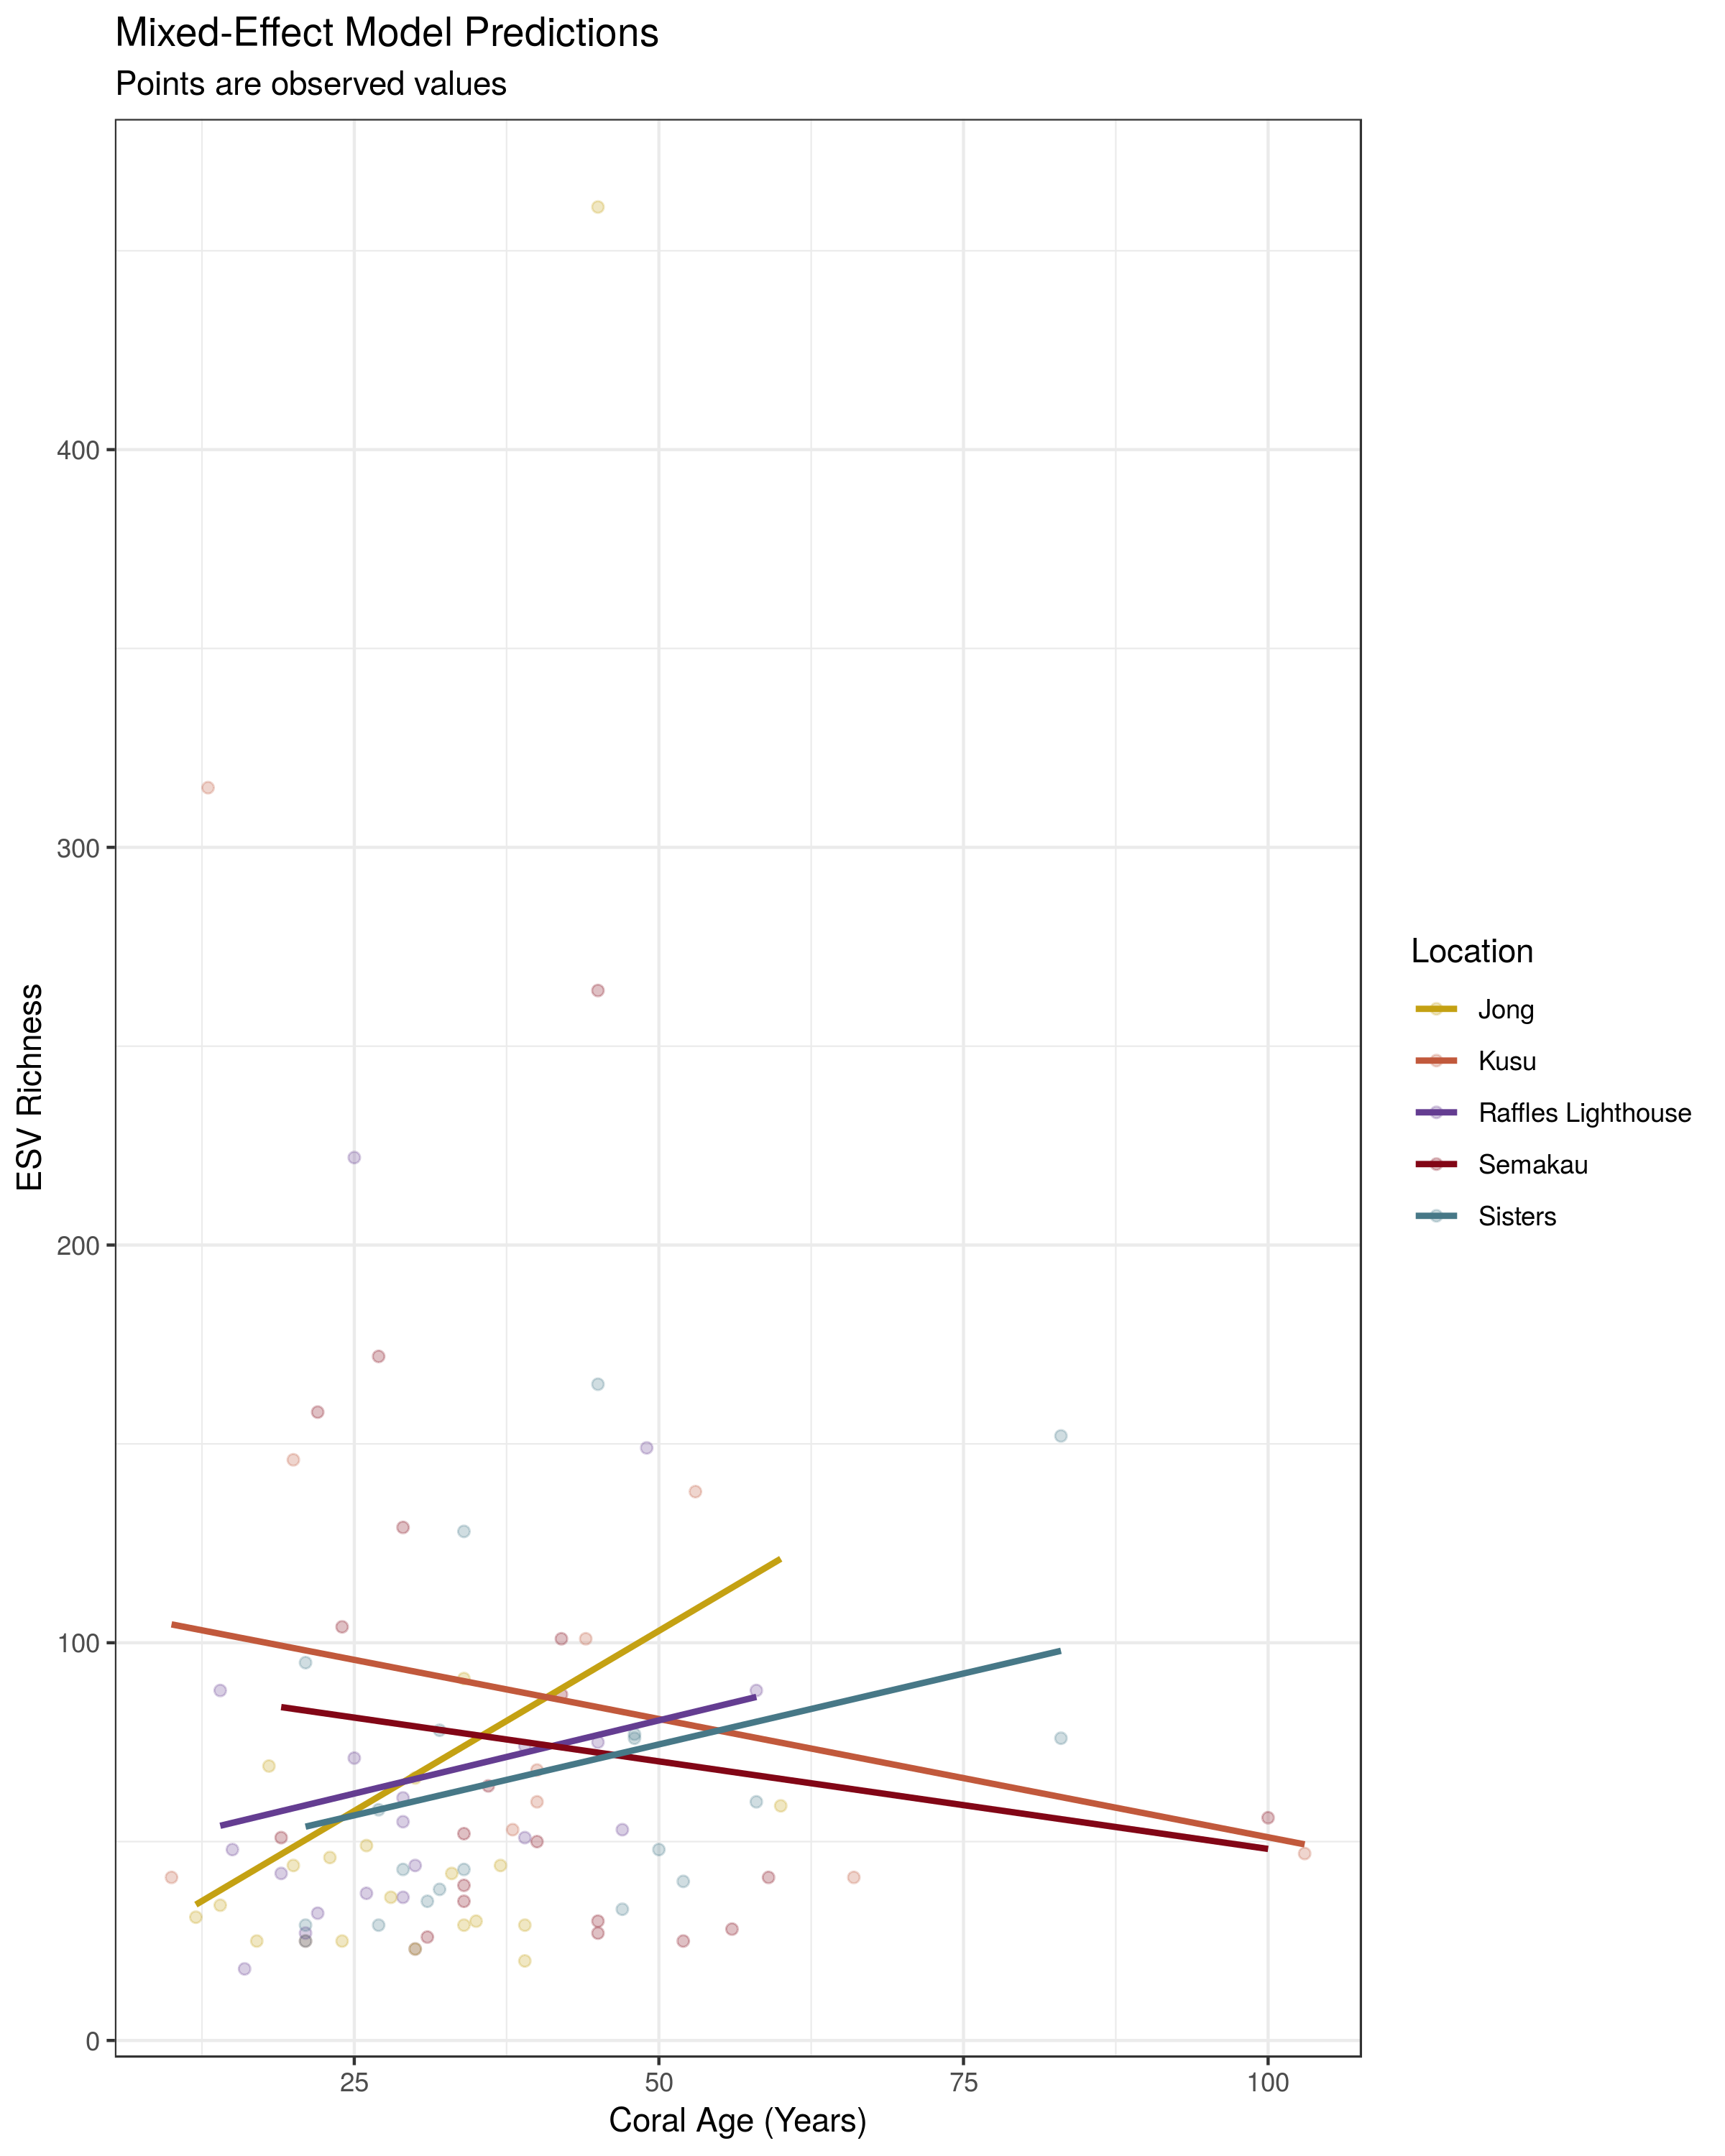 Mixed-Effect Model Predictions
Points are observed values
ESV Richness
400
300
200
100
0
25 50 75 100
Coral Age (Years)
Location
Jong
Kusu
Raffles Lighthouse
Semakau
Sisters